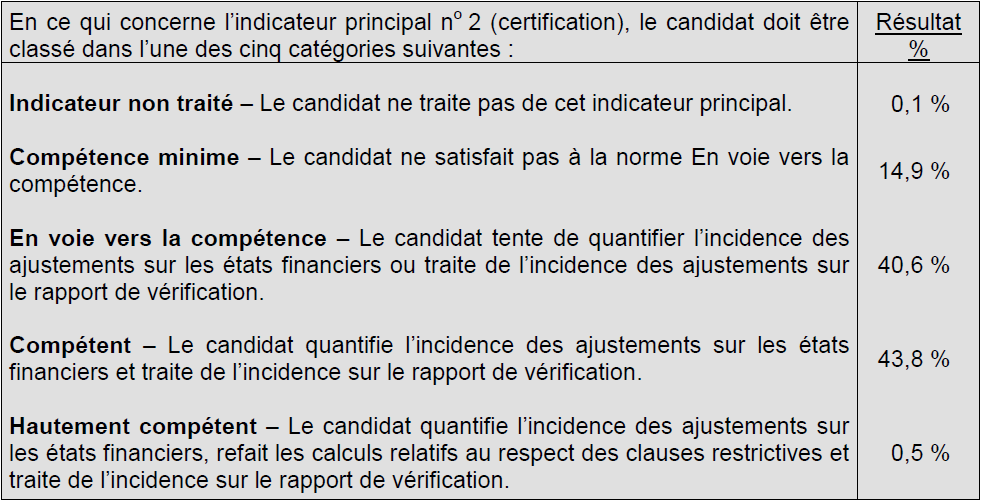 En ce qui concerne l’indicateur principal nº 2 (certification), le candidat doit être
classé dans l’une des cinq catégories suivantes :
Résultat
%
Indicateur non traité – Le candidat ne traite pas de cet indicateur principal.
0,1 %
Compétence minime – Le candidat ne satisfait pas à la norme En voie vers la
compétence.
14,9 %
En voie vers la compétence – Le candidat tente de quantifier l’incidence des
ajustements sur les états financiers ou traite de l’incidence des ajustements sur
le rapport de vérification.
40,6 %
Compétent – Le candidat quantifie l’incidence des ajustements sur les états
financiers et traite de l’incidence sur le rapport de vérification.
43,8 %
Hautement compétent – Le candidat quantifie l’incidence des ajustements sur
les états financiers, refait les calculs relatifs au respect des clauses restrictives et
traite de l’incidence sur le rapport de vérification.
0,5 %